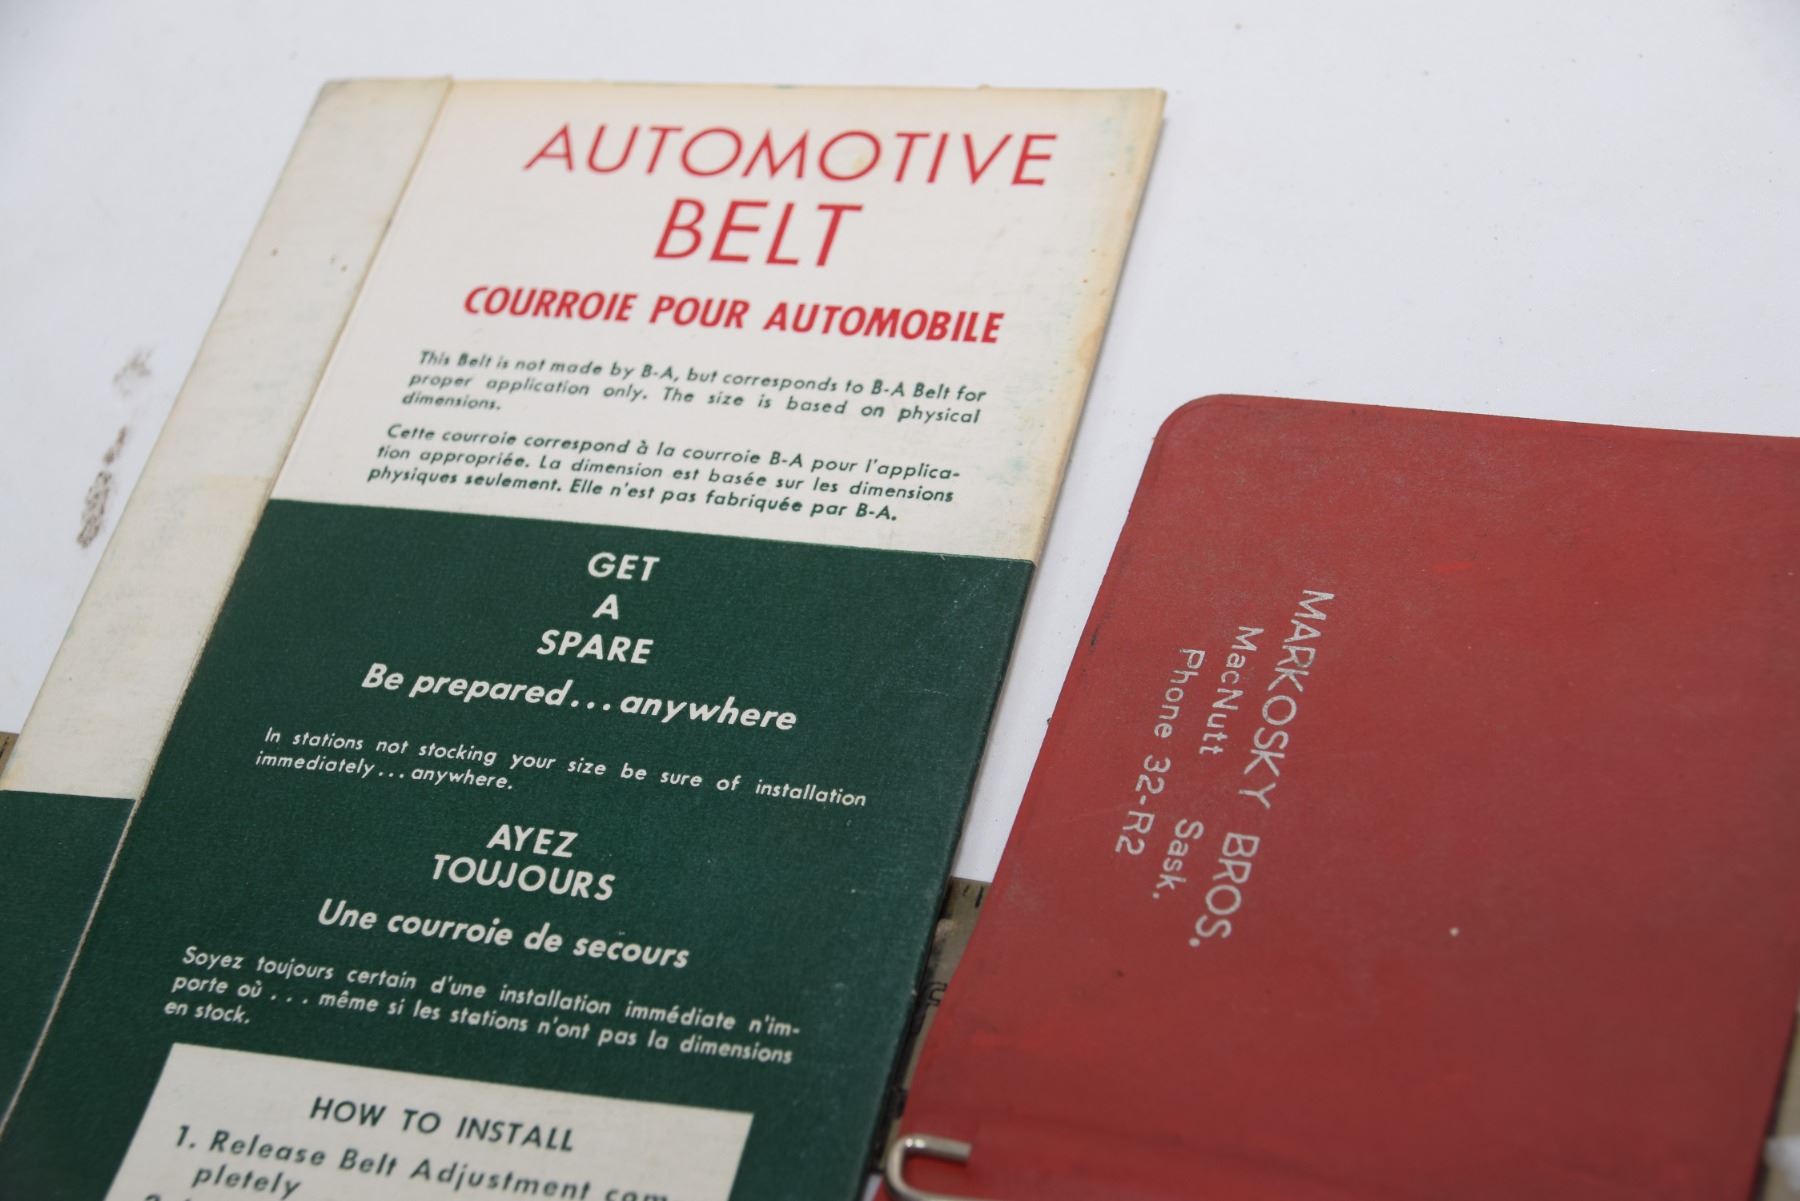 AUTOMOTIVE
BELT
COURROIE POUR AUTOMOBILE
This Belt is not made by B-A, but corresponds to B-A Belt for
proper application only. The size is based on physical
dimensions.
Cette courroie correspond à la courroie B-A pour l'applica-
tion appropriée. La dimension est basée sur les dimensions
physiques seulement. Elle n'est pas fabriquée par B-A.
GET
A
SPARE
Be prepared...anywhere
In stations not stocking your size be sure of installation
immediately...anywhere.
AYEZ
TOUJOURS
Une courroie de secours
Soyez toujours certain d'une installation immédiate n'im-
porte où ... même si les stations n'ont pas la dimensions
en stock.
HOW TO INSTALL
1. Release Belt Adjustment com-
pletely
MARKOSKY BROS.
MacNutt Sask.
Phone 32-R2